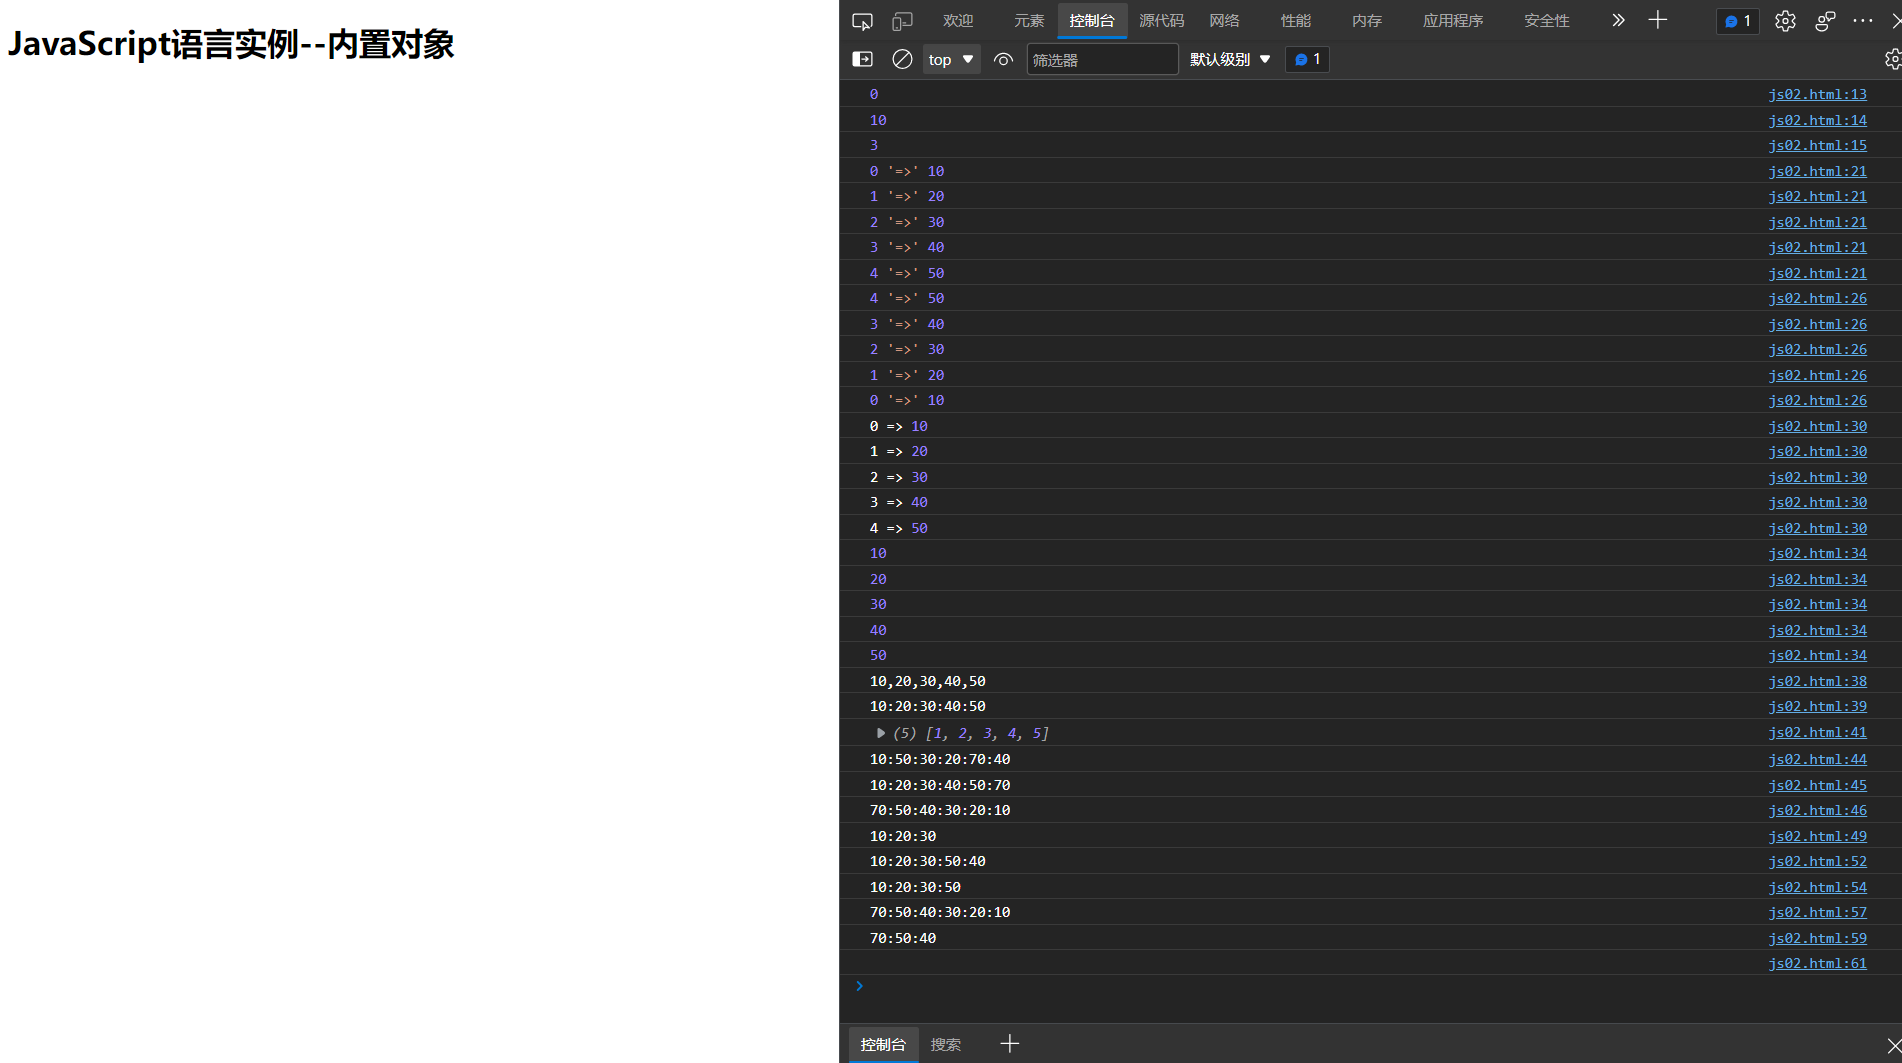 JavaScript语言实例--内置对象
欢迎 元素 控制台 源代码 网络 性能 内存 应用程序 安全性 1
top 筛选器 默认级别 1
0 js02.html:13
10 js02.html:14
3 js02.html:15
0 '=>' 10 js02.html:21
1 '=>' 20 js02.html:21
2 '=>' 30 js02.html:21
3 '=>' 40 js02.html:21
4 '=>' 50 js02.html:21
4 '=>' 50 js02.html:26
3 '=>' 40 js02.html:26
2 '=>' 30 js02.html:26
1 '=>' 20 js02.html:26
0 '=>' 10 js02.html:26
0 => 10 js02.html:30
1 => 20 js02.html:30
2 => 30 js02.html:30
3 => 40 js02.html:30
4 => 50 js02.html:30
10 js02.html:34
20 js02.html:34
30 js02.html:34
40 js02.html:34
50 js02.html:34
10,20,30,40,50 js02.html:38
10:20:30:40:50 js02.html:39
(5) [1, 2, 3, 4, 5] js02.html:41
10:50:30:20:70:40 js02.html:44
10:20:30:40:50:70 js02.html:45
70:50:40:30:20:10 js02.html:46
10:20:30 js02.html:49
10:20:30:50:40 js02.html:52
10:20:30:50 js02.html:54
70:50:40:30:20:10 js02.html:57
70:50:40 js02.html:59
js02.html:61
控制台 搜索